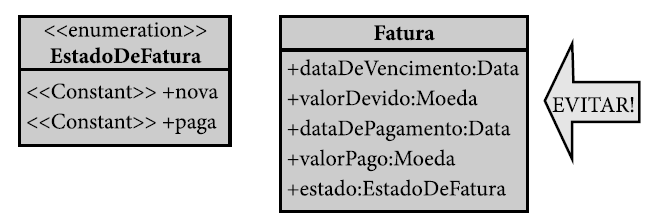 <<enumeration>>
EstadoDeFatura
<<Constant>> +nova
<<Constant>> +paga
Fatura
+dataDeVencimento:Data
+valorDevido:Moeda
+dataDePagamento:Data
+valorPago:Moeda
+estado:EstadoDeFatura
EVITAR!